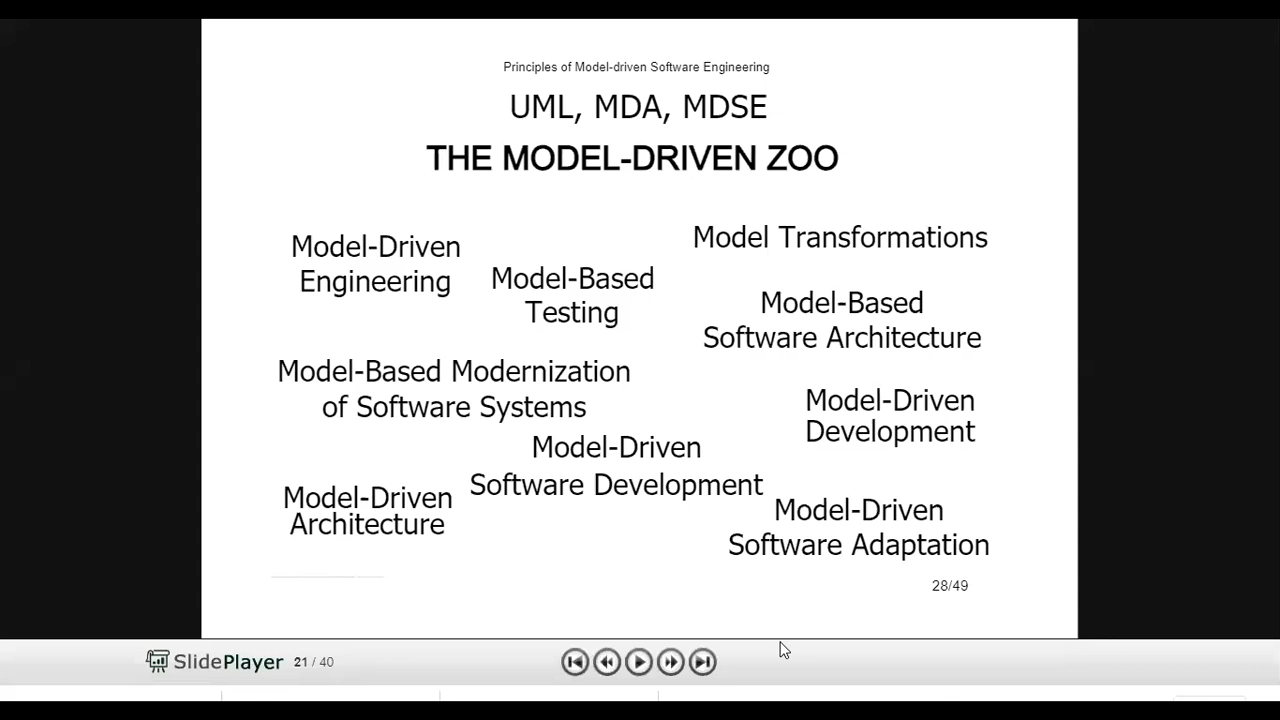 Principles of Model-driven Software Engineering
UML, MDA, MDSE
THE MODEL-DRIVEN ZOO
Model-Driven
Engineering
Model-Based
Testing
Model Transformations
Model-Based
Software Architecture
Model-Based Modernization
of Software Systems
Model-Driven
Development
Model-Driven
Software Development
Model-Driven
Architecture
Model-Driven
Software Adaptation
28/49
SlidePlayer 21 / 40